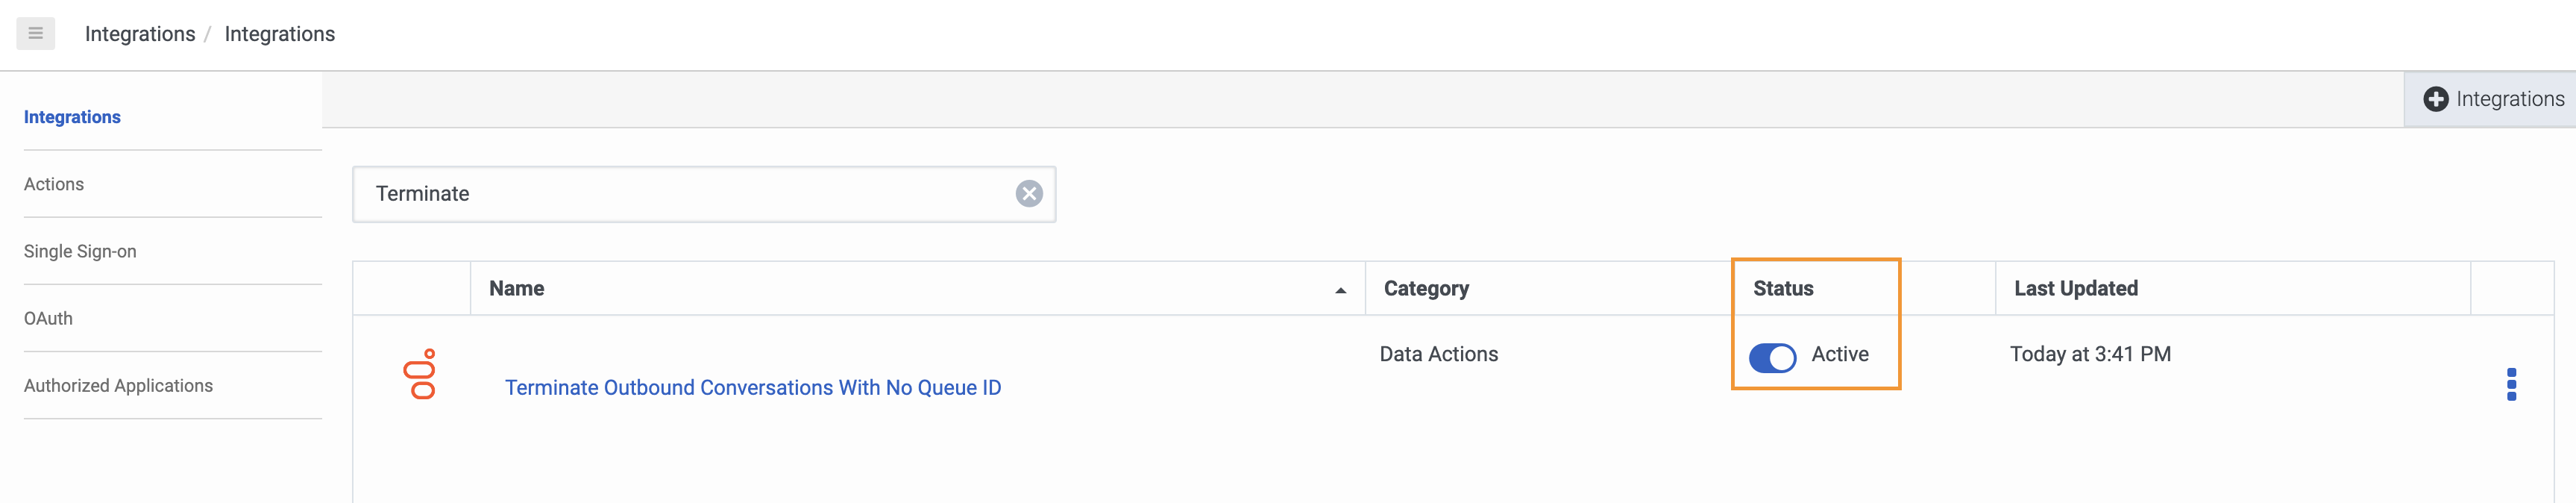 Integrations / Integrations
Integrations
Integrations
Actions
Single Sign-on
OAuth
Authorized Applications
Terminate
Name Category Status Last Updated
Data Actions Active Today at 3:41 PM
Terminate Outbound Conversations With No Queue ID